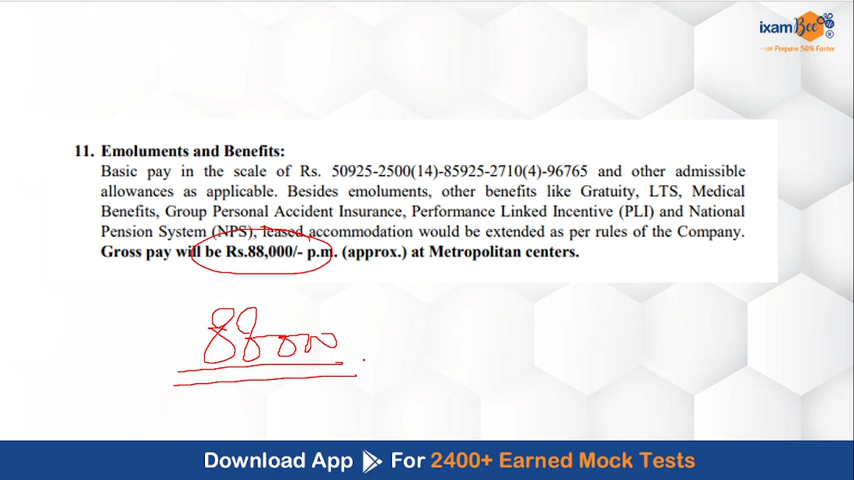 ixamBee
Prepare 50% Faster
11. Emoluments and Benefits:
Basic pay in the scale of Rs. 50925-2500(14)-85925-2710(4)-96765 and other admissible
allowances as applicable. Besides emoluments, other benefits like Gratuity, LTS, Medical
Benefits, Group Personal Accident Insurance, Performance Linked Incentive (PLI) and National
Pension System (NPS), leased accommodation would be extended as per rules of the Company.
Gross pay will be Rs.88,000/- p.m. (approx.) at Metropolitan centers.
88000
Download App For 2400+ Earned Mock Tests